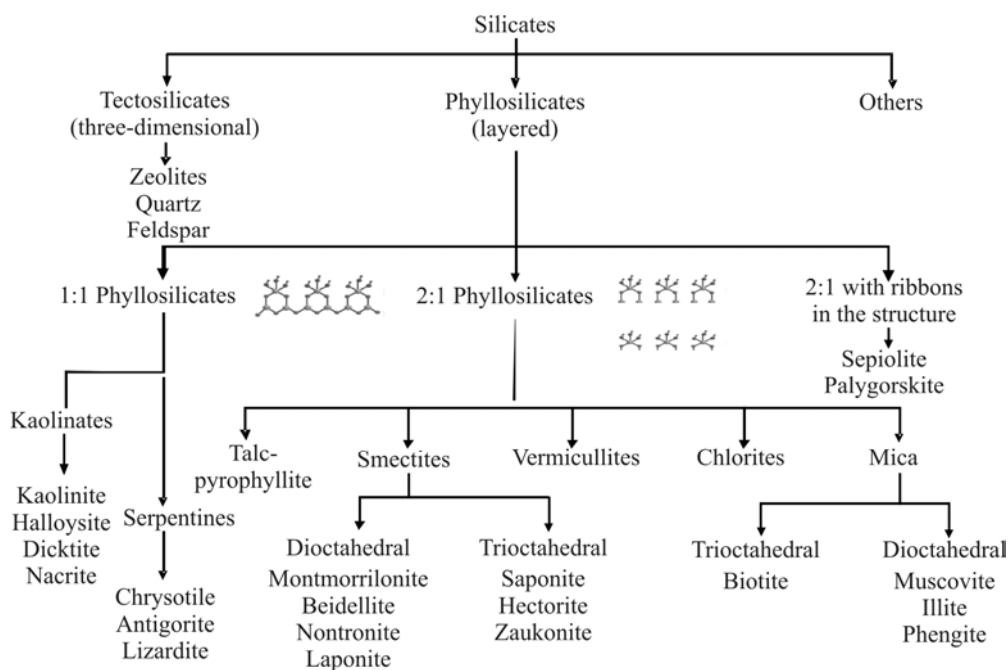 Silicates
Tectosilicates
(three-dimensional)
Phyllosilicates
(layered)
Others
Zeolites
Quartz
Feldspar
1:1 Phyllosilicates
2:1 Phyllosilicates
2:1 with ribbons
in the structure
Sepiolite
Palygorskite
Kaolinates
Kaolinite
Halloysite
Dicktite
Nacrite
Serpentines
Chrysotile
Antigorite
Lizardite
Talc-
pyrophyllite
Smectites
Vermicullites
Chlorites
Mica
Dioctahedral
Montmorrilonite
Beidellite
Nontronite
Laponite
Trioctahedral
Saponite
Hectorite
Zaukonite
Trioctahedral
Biotite
Dioctahedral
Muscovite
Illite
Phengite